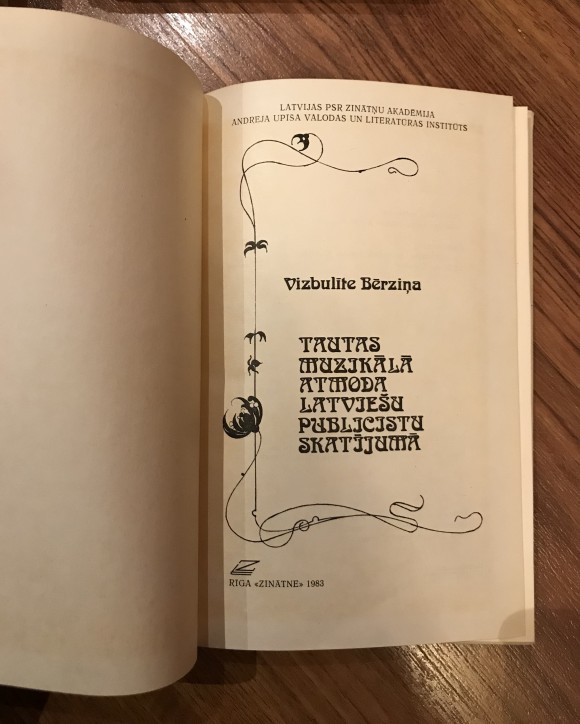 LATVIJAS PSR ZINĀTŅU AKADĒMIJA
ANDREJA UPĪŠA VALODAS UN LITERATŪRAS INSTITŪTS
Vizbulīte Bērziņa
TAUTAS
MUZIKĀLĀ
ATMODA
LATVIEŠU
PUBLICISTU
SKATĪJUMĀ
RĪGA «ZINĀTNE» 1983